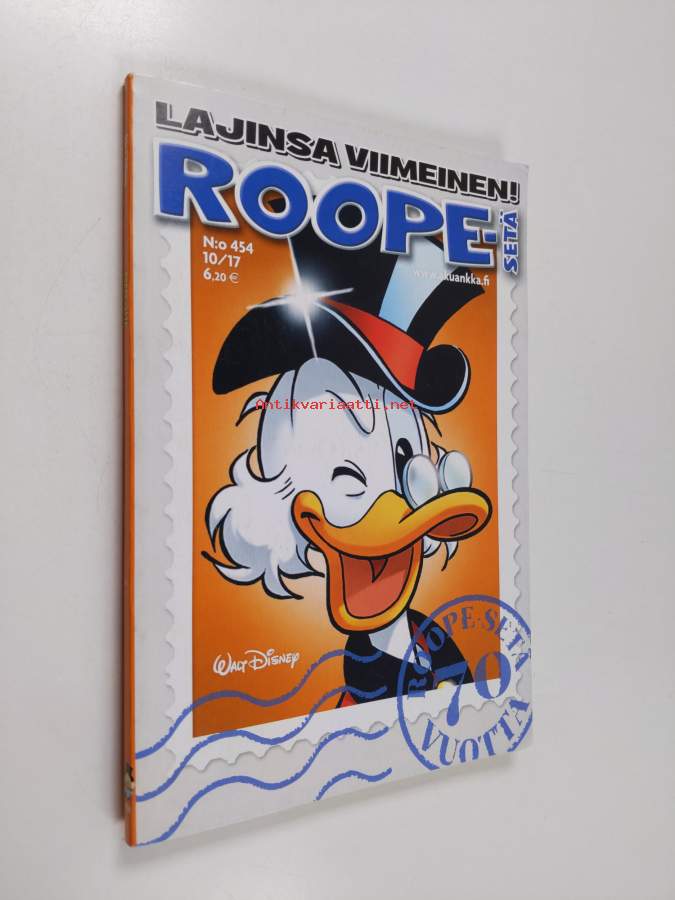 LAJINSA VIIMEINEN!
ROOPE-
SETÄ
N:o 454
10/17
6,20 €
www.akuankka.fi
Antikvariaatti.net
WALT DISNEY
ROOPE-SETÄ
70
VUOTTA